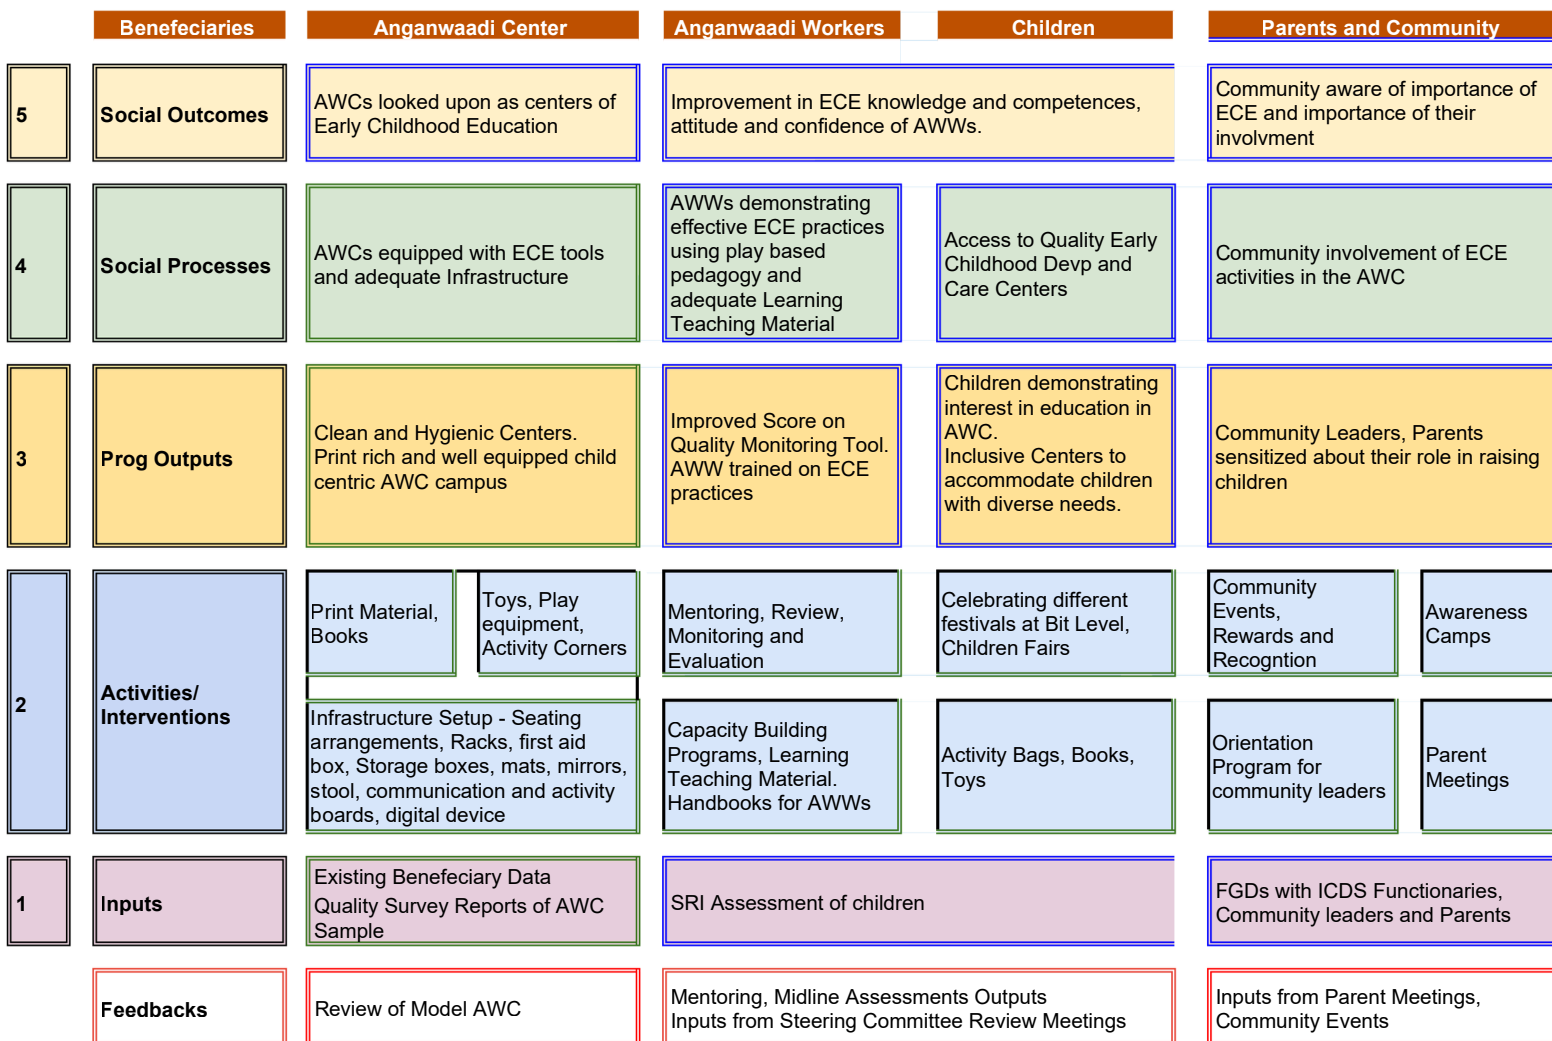 Benefeciaries
Anganwaadi Center
Anganwaadi Workers
Children
Parents and Community
5
Social Outcomes
AWCs looked upon as centers of
Early Childhood Education
Improvement in ECE knowledge and competences,
attitude and confidence of AWWs.
Community aware of importance of
ECE and importance of their
involvment
4
Social Processes
AWCs equipped with ECE tools
and adequate Infrastructure
AWWs demonstrating
effective ECE practices
using play based
pedagogy and
adequate Learning
Teaching Material
Access to Quality Early
Childhood Devp and
Care Centers
Community involvement of ECE
activities in the AWC
3
Prog Outputs
Clean and Hygienic Centers.
Print rich and well equipped child
centric AWC campus
Improved Score on
Quality Monitoring Tool.
AWW trained on ECE
practices
Children demonstrating
interest in education in
AWC.
Inclusive Centers to
accommodate children
with diverse needs.
Community Leaders, Parents
sensitized about their role in raising
children
2
Activities/
Interventions
Print Material,
Books
Toys, Play
equipment,
Activity Corners
Infrastructure Setup - Seating
arrangements, Racks, first aid
box, Storage boxes, mats, mirrors,
stool, communication and activity
boards, digital device
Mentoring, Review,
Monitoring and
Evaluation
Capacity Building
Programs, Learning
Teaching Material.
Handbooks for AWWs
Celebrating different
festivals at Bit Level,
Children Fairs
Activity Bags, Books,
Toys
Community
Events,
Rewards and
Recogntion
Awareness
Camps
Orientation
Program for
community leaders
Parent
Meetings
1
Inputs
Existing Benefeciary Data
Quality Survey Reports of AWC
Sample
SRI Assessment of children
FGDs with ICDS Functionaries,
Community leaders and Parents
Feedbacks
Review of Model AWC
Mentoring, Midline Assessments Outputs
Inputs from Steering Committee Review Meetings
Inputs from Parent Meetings,
Community Events